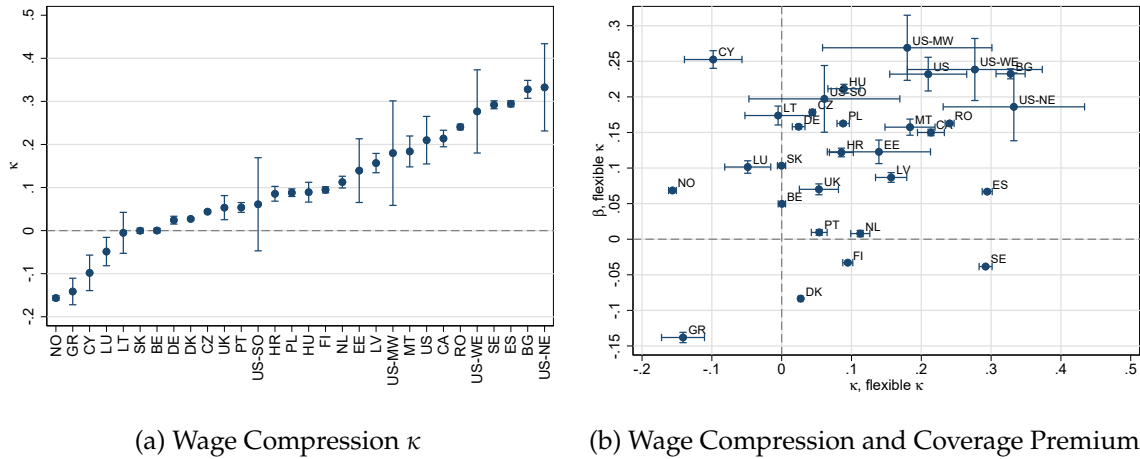 κ
.5
.4
.3
.2
.1
0
-.1
-.2
NO GR CY LU LT SK BE DE DK CZ UK PT US-SO HR PL HU FI NL EE LV US-MW MT US CA RO US-WE SE ES BG US-NE
(a) Wage Compression κ
β, flexible κ
.3
.25
.2
.15
.1
.05
0
-.05
-.1
-.15
US-MW
CY
US-WE
US
BG
HU
US-SO
US-NE
LT
CZ
DE
PL
MT
RO
HR
EE
LU
SK
LV
NO
UK
ES
BE
PT
NL
FI
SE
DK
GR
-.2 -.1 0 .1 .2 .3 .4 .5
κ, flexible κ
(b) Wage Compression and Coverage Premium